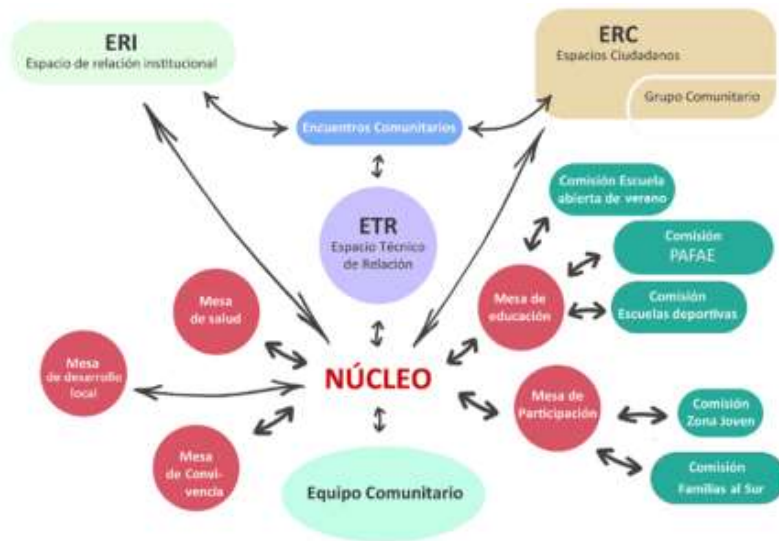 ERI
Espacio de relación institucional
ERC
Espacios Ciudadanos
Grupo Comunitario
Encuentros Comunitarios
ETR
Espacio Técnico
de Relación
Comisión Escuela
abierta de verano
Comisión
PAFAE
Comisión
Escuelas deportivas
Mesa de
educación
Mesa
de salud
Mesa
de desarrollo
local
NÚCLEO
Mesa de
Participación
Comisión
Zona Joven
Comisión
Familias al Sur
Mesa
de Convi-
vencia
Equipo Comunitario